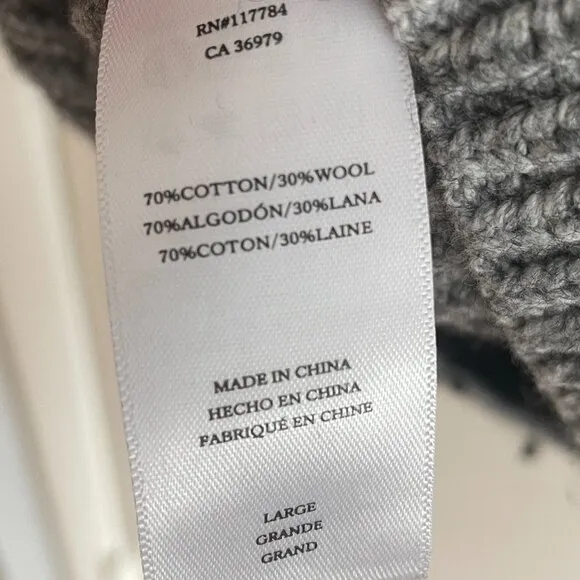 RN#117784
CA 36979
70%COTTON/30%WOOL
70%ALGODÓN/30%LANA
70%COTON/30%LAINE
MADE IN CHINA
HECHO EN CHINA
FABRIQUÉ EN CHINE
LARGE
GRANDE
GRAND